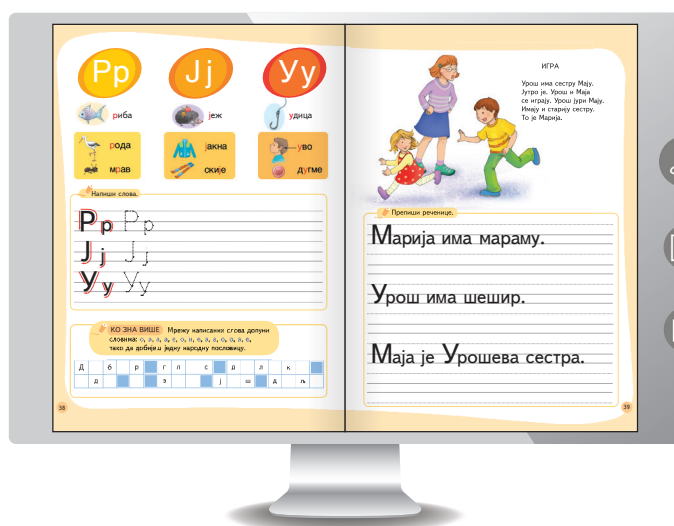 Рр Јј Уу
риба јеж удица
рода јакна уво
мрав скије дугме
Напиши слова.
Рр Рр
Јј Јј
Уу Уу
КО ЗНА ВИШЕ Мрежу написаних слова допуни
тако да добијеш једну народну пословицу.
Д б р г л с д л к
д з ј ш д љ
38
ИГРА
Урош има сестру Мају.
Јутро је. Урош и Маја
се играју. Урош јури Мају.
Имају и старију сестру.
То је Марија.
Препиши реченице.
Марија има мараму.
Урош има шешир.
Маја је Урошева сестра.
39